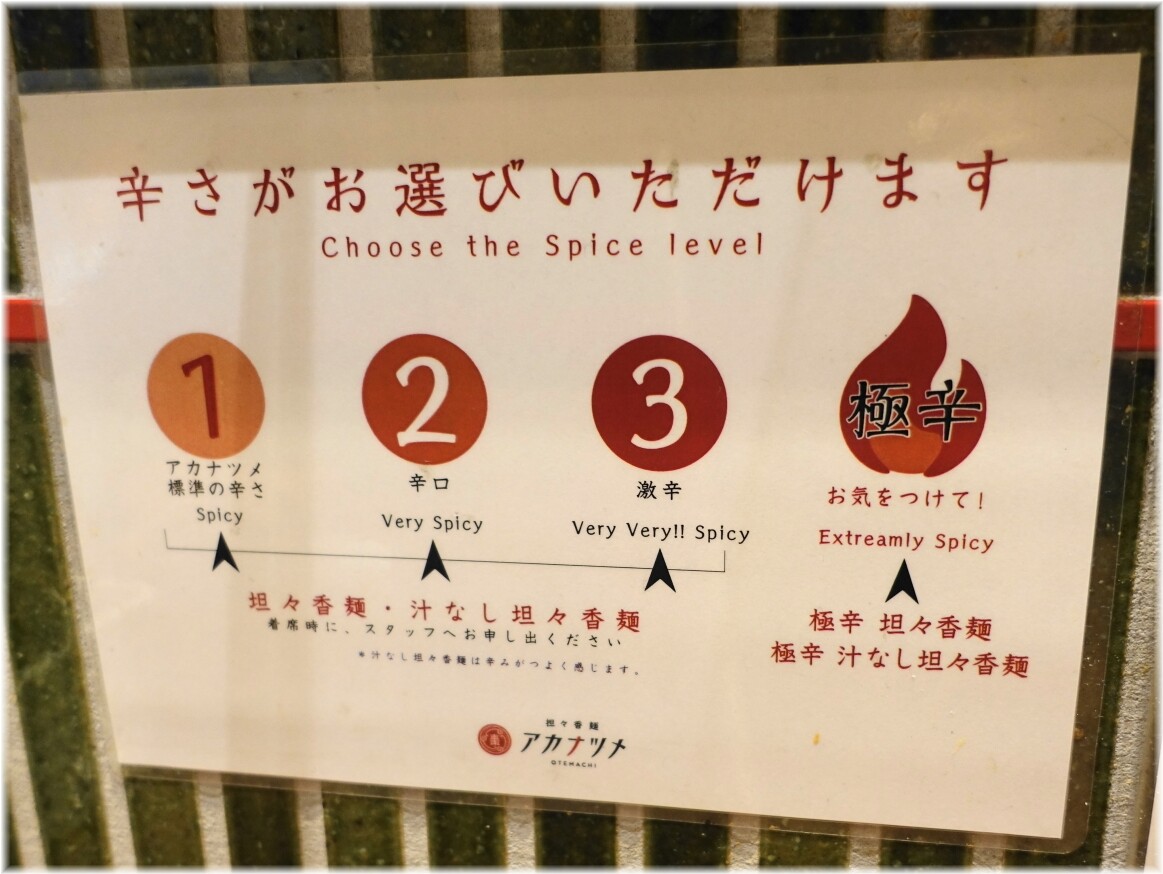 辛さがお選びいただけます
Choose the Spice level
1
アカナツメ
標準の辛さ
Spicy
2
辛口
Very Spicy
3
激辛
Very Very!! Spicy
極辛
お気をつけて!
Extreamly Spicy
坦々香麺・汁なし坦々香麺
着席時に、スタッフへお申し出ください
*汁なし坦々香麺は辛みがつよく感じます。
極辛 坦々香麺
極辛 汁なし坦々香麺
担々香麺
アカナツメ
OTEMACHI